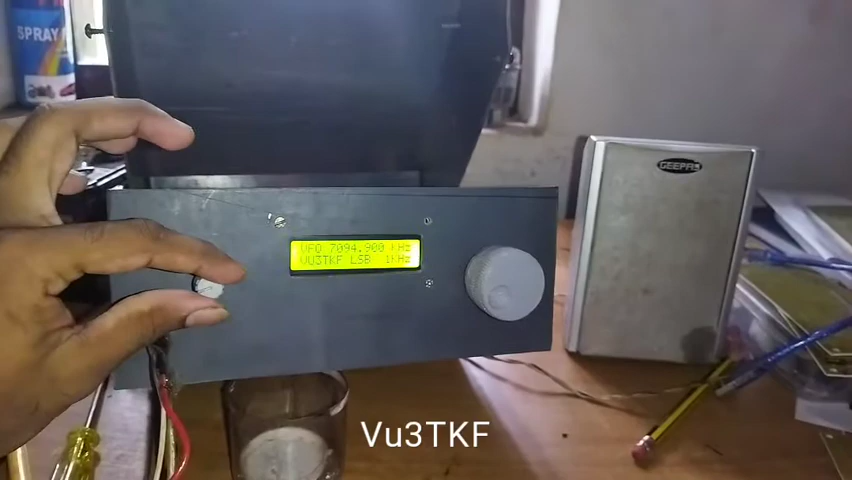 SPRAY
GEEPAS
VFO 7094.900 kHz
VU3TKF LSB 1kHz
Vu3TKF